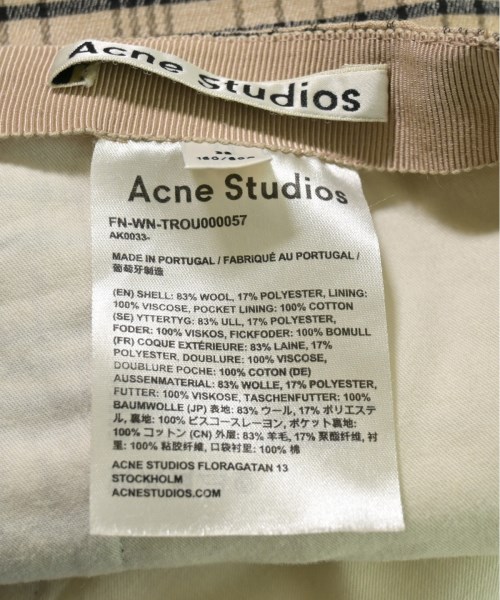 Acne Studios
Acne Studios
FN-WN-TROU000057
AK0033-
MADE IN PORTUGAL / FABRIQUÉ AU PORTUGAL /
葡萄牙制造
(EN) SHELL: 83% WOOL, 17% POLYESTER, LINING:
100% VISCOSE, POCKET LINING: 100% COTTON
(SE) YTTERTYG: 83% ULL, 17% POLYESTER,
FODER: 100% VISKOS, FICKFODER: 100% BOMULL
(FR) COQUE EXTÉRIEURE: 83% LAINE, 17%
POLYESTER, DOUBLURE: 100% VISCOSE,
DOUBLURE POCHE: 100% COTON (DE)
AUSSENMATERIAL: 83% WOLLE, 17% POLYESTER,
FUTTER: 100% VISKOSE, TASCHENFUTTER: 100%
BAUMWOLLE (JP) 表地: 83% ウール, 17% ポリエステ
ル, 裏地: 100% ビスコースレーヨン, ポケット裏地:
100% コットン (CN) 外层: 83% 羊毛, 17% 聚酯纤维, 衬
里: 100% 粘胶纤维, 口袋衬里: 100% 棉
ACNE STUDIOS FLORAGATAN 13
STOCKHOLM
ACNESTUDIOS.COM